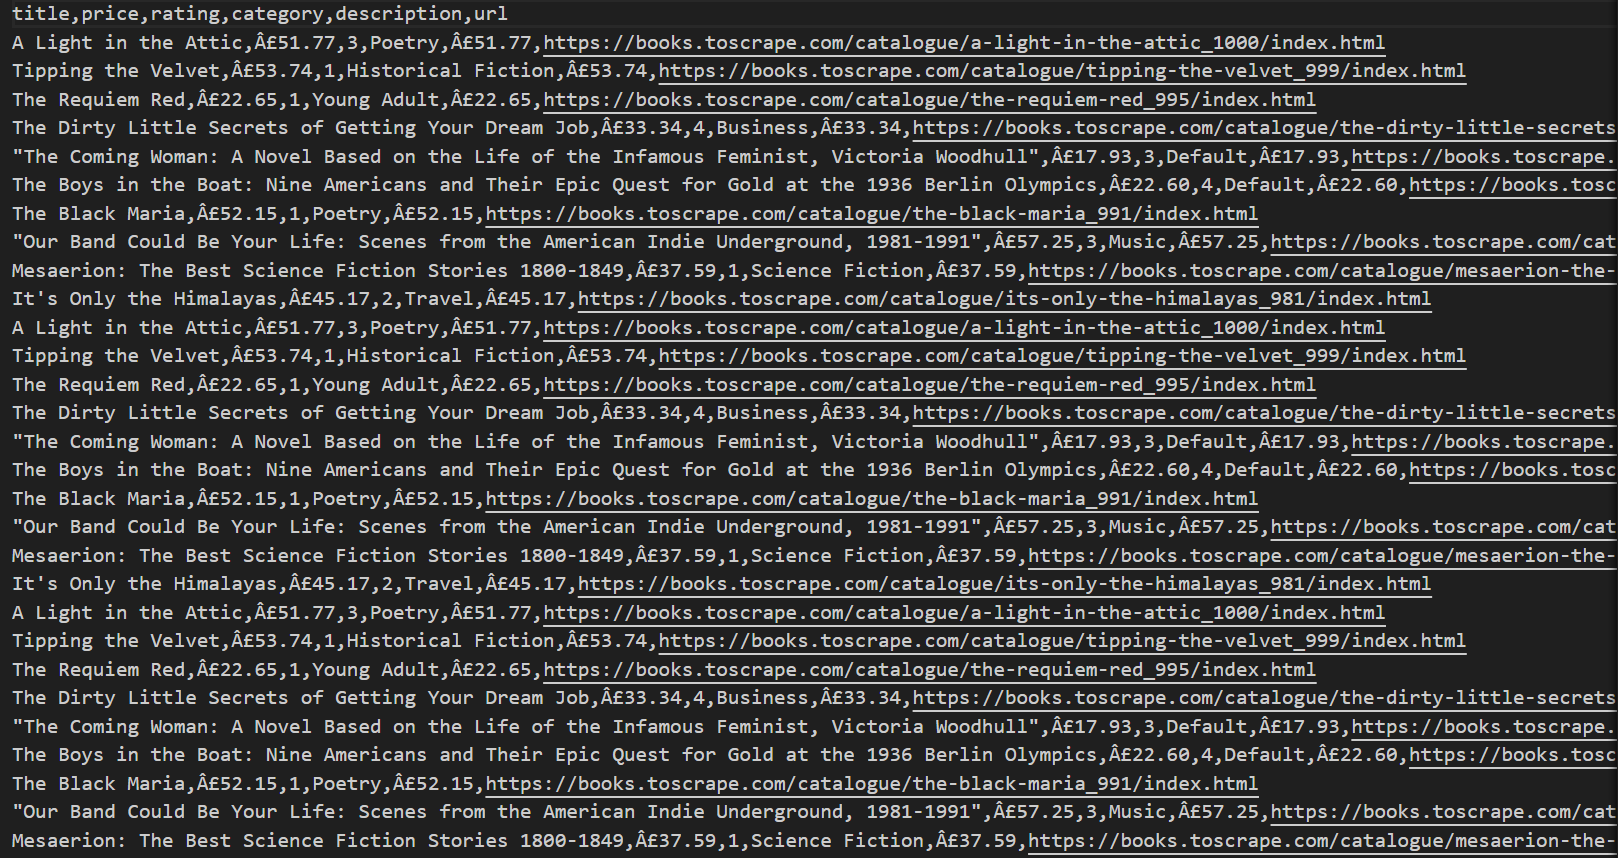 title,price,rating,category,description,url
A Light in the Attic,Â£51.77,3,Poetry,Â£51.77,https://books.toscrape.com/catalogue/a-light-in-the-attic_1000/index.html
Tipping the Velvet,Â£53.74,1,Historical Fiction,Â£53.74,https://books.toscrape.com/catalogue/tipping-the-velvet_999/index.html
The Requiem Red,Â£22.65,1,Young Adult,Â£22.65,https://books.toscrape.com/catalogue/the-requiem-red_995/index.html
The Dirty Little Secrets of Getting Your Dream Job,Â£33.34,4,Business,Â£33.34,https://books.toscrape.com/catalogue/the-dirty-little-secrets
"The Coming Woman: A Novel Based on the Life of the Infamous Feminist, Victoria Woodhull",Â£17.93,3,Default,Â£17.93,https://books.toscrape.
The Boys in the Boat: Nine Americans and Their Epic Quest for Gold at the 1936 Berlin Olympics,Â£22.60,4,Default,Â£22.60,https://books.tosc
The Black Maria,Â£52.15,1,Poetry,Â£52.15,https://books.toscrape.com/catalogue/the-black-maria_991/index.html
"Our Band Could Be Your Life: Scenes from the American Indie Underground, 1981-1991",Â£57.25,3,Music,Â£57.25,https://books.toscrape.com/cat
Mesaerion: The Best Science Fiction Stories 1800-1849,Â£37.59,1,Science Fiction,Â£37.59,https://books.toscrape.com/catalogue/mesaerion-the-
It's Only the Himalayas,Â£45.17,2,Travel,Â£45.17,https://books.toscrape.com/catalogue/its-only-the-himalayas_981/index.html
A Light in the Attic,Â£51.77,3,Poetry,Â£51.77,https://books.toscrape.com/catalogue/a-light-in-the-attic_1000/index.html
Tipping the Velvet,Â£53.74,1,Historical Fiction,Â£53.74,https://books.toscrape.com/catalogue/tipping-the-velvet_999/index.html
The Requiem Red,Â£22.65,1,Young Adult,Â£22.65,https://books.toscrape.com/catalogue/the-requiem-red_995/index.html
The Dirty Little Secrets of Getting Your Dream Job,Â£33.34,4,Business,Â£33.34,https://books.toscrape.com/catalogue/the-dirty-little-secrets
"The Coming Woman: A Novel Based on the Life of the Infamous Feminist, Victoria Woodhull",Â£17.93,3,Default,Â£17.93,https://books.toscrape.
The Boys in the Boat: Nine Americans and Their Epic Quest for Gold at the 1936 Berlin Olympics,Â£22.60,4,Default,Â£22.60,https://books.tosc
The Black Maria,Â£52.15,1,Poetry,Â£52.15,https://books.toscrape.com/catalogue/the-black-maria_991/index.html
"Our Band Could Be Your Life: Scenes from the American Indie Underground, 1981-1991",Â£57.25,3,Music,Â£57.25,https://books.toscrape.com/cat
Mesaerion: The Best Science Fiction Stories 1800-1849,Â£37.59,1,Science Fiction,Â£37.59,https://books.toscrape.com/catalogue/mesaerion-the-
It's Only the Himalayas,Â£45.17,2,Travel,Â£45.17,https://books.toscrape.com/catalogue/its-only-the-himalayas_981/index.html
A Light in the Attic,Â£51.77,3,Poetry,Â£51.77,https://books.toscrape.com/catalogue/a-light-in-the-attic_1000/index.html
Tipping the Velvet,Â£53.74,1,Historical Fiction,Â£53.74,https://books.toscrape.com/catalogue/tipping-the-velvet_999/index.html
The Requiem Red,Â£22.65,1,Young Adult,Â£22.65,https://books.toscrape.com/catalogue/the-requiem-red_995/index.html
The Dirty Little Secrets of Getting Your Dream Job,Â£33.34,4,Business,Â£33.34,https://books.toscrape.com/catalogue/the-dirty-little-secrets
"The Coming Woman: A Novel Based on the Life of the Infamous Feminist, Victoria Woodhull",Â£17.93,3,Default,Â£17.93,https://books.toscrape.
The Boys in the Boat: Nine Americans and Their Epic Quest for Gold at the 1936 Berlin Olympics,Â£22.60,4,Default,Â£22.60,https://books.tosc
The Black Maria,Â£52.15,1,Poetry,Â£52.15,https://books.toscrape.com/catalogue/the-black-maria_991/index.html
"Our Band Could Be Your Life: Scenes from the American Indie Underground, 1981-1991",Â£57.25,3,Music,Â£57.25,https://books.toscrape.com/cat
Mesaerion: The Best Science Fiction Stories 1800-1849,Â£37.59,1,Science Fiction,Â£37.59,https://books.toscrape.com/catalogue/mesaerion-the-